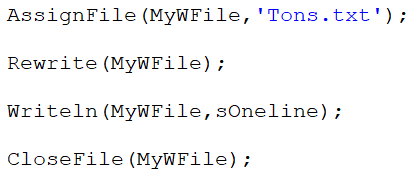 AssignFile(MyWFile,'Tons.txt');
Rewrite(MyWFile);
Writeln(MyWFile,sOneline);
CloseFile(MyWFile);